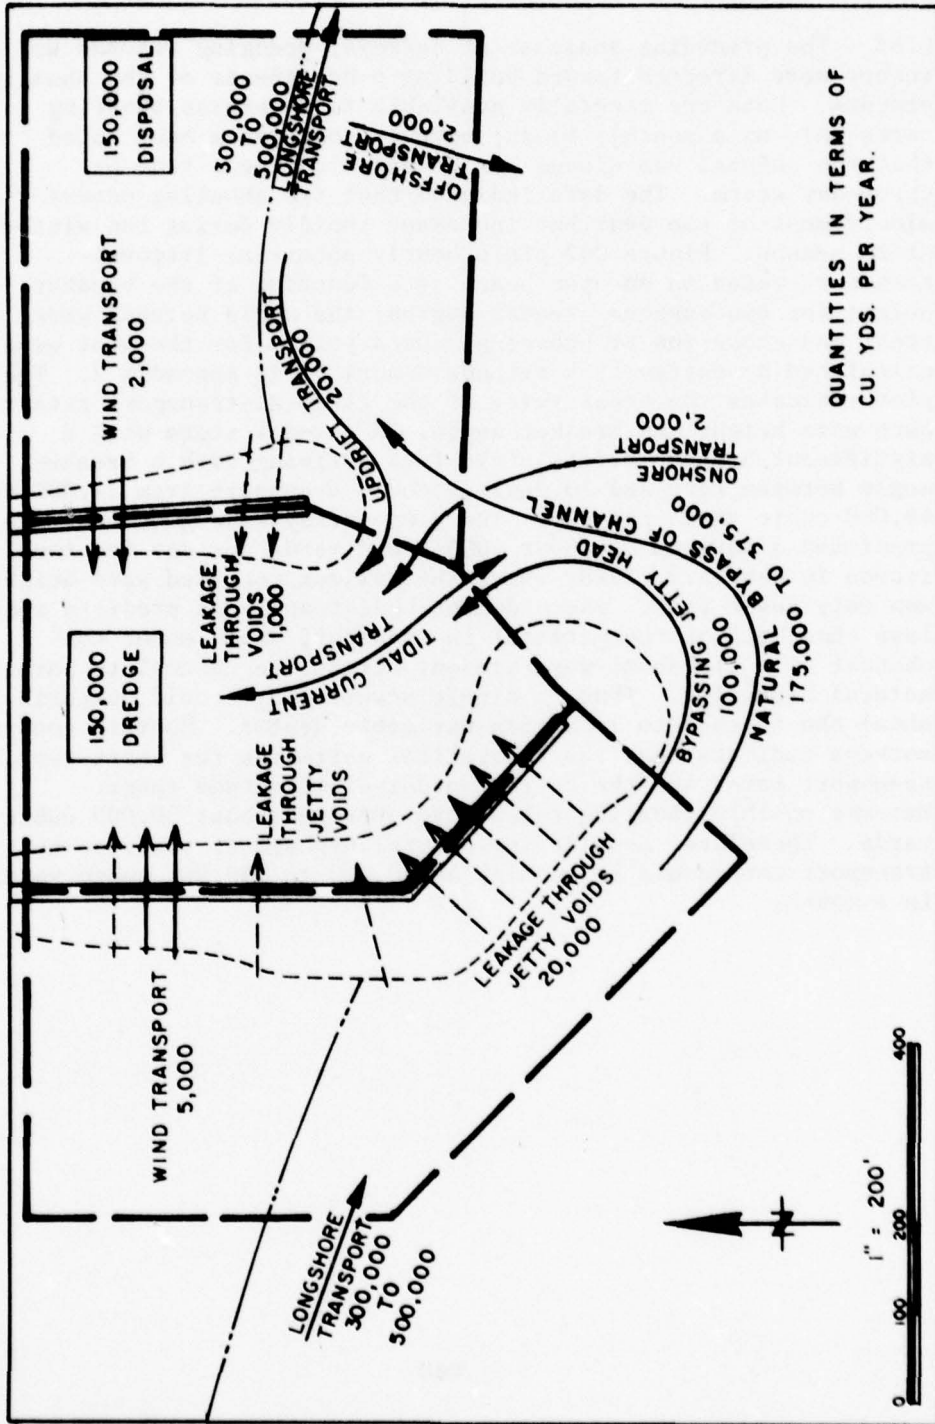 150,000
DISPOSAL
WIND TRANSPORT
2,000
300,000
TO
500,000
LONGSHORE
TRANSPORT
OFFSHORE
TRANSPORT
2,000
150,000
DREDGE
LEAKAGE
THROUGH
VOIDS
1,000
UPDRIFT TRANSPORT
20,000
TIDAL CURRENT
TRANSPORT
ONSHORE
TRANSPORT
2,000
WIND TRANSPORT
5,000
LEAKAGE
THROUGH
JETTY
VOIDS
BYPASSING JETTY HEAD
100,000
NATURAL BYPASS OF CHANNEL
175,000 TO 375,000
LEAKAGE THROUGH
JETTY VOIDS
20,000
LONGSHORE
TRANSPORT
300,000
TO
500,000
QUANTITIES IN TERMS OF
CU. YDS PER YEAR
1" = 200'
0 100 200 400